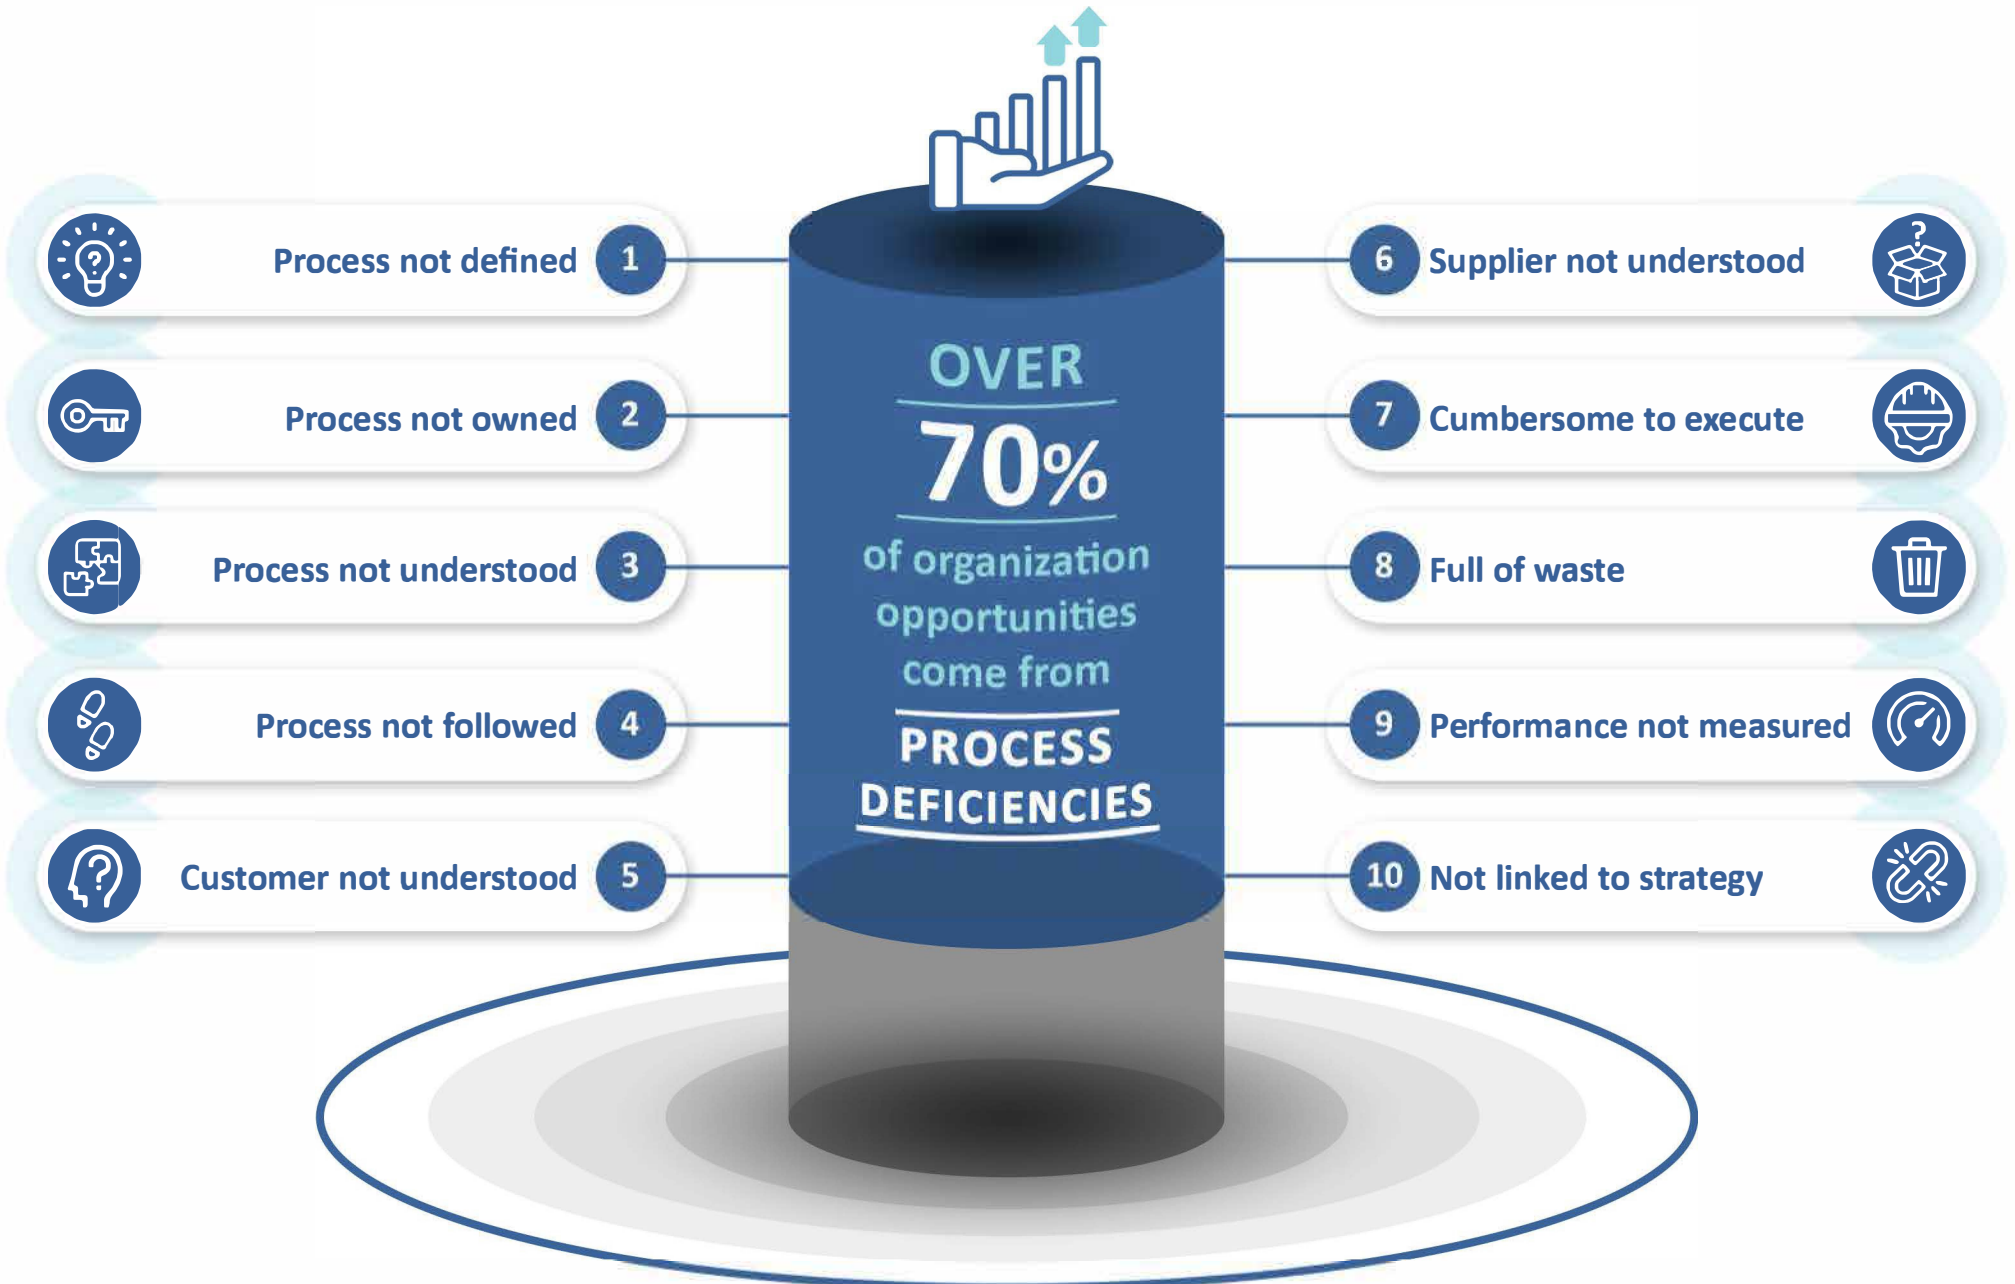 Process not defined 1
Process not owned 2
Process not understood 3
Process not followed 4
Customer not understood 5
OVER
70%
of organization
opportunities
come from
PROCESS
DEFICIENCIES
6 Supplier not understood
7 Cumbersome to execute
8 Full of waste
9 Performance not measured
10 Not linked to strategy